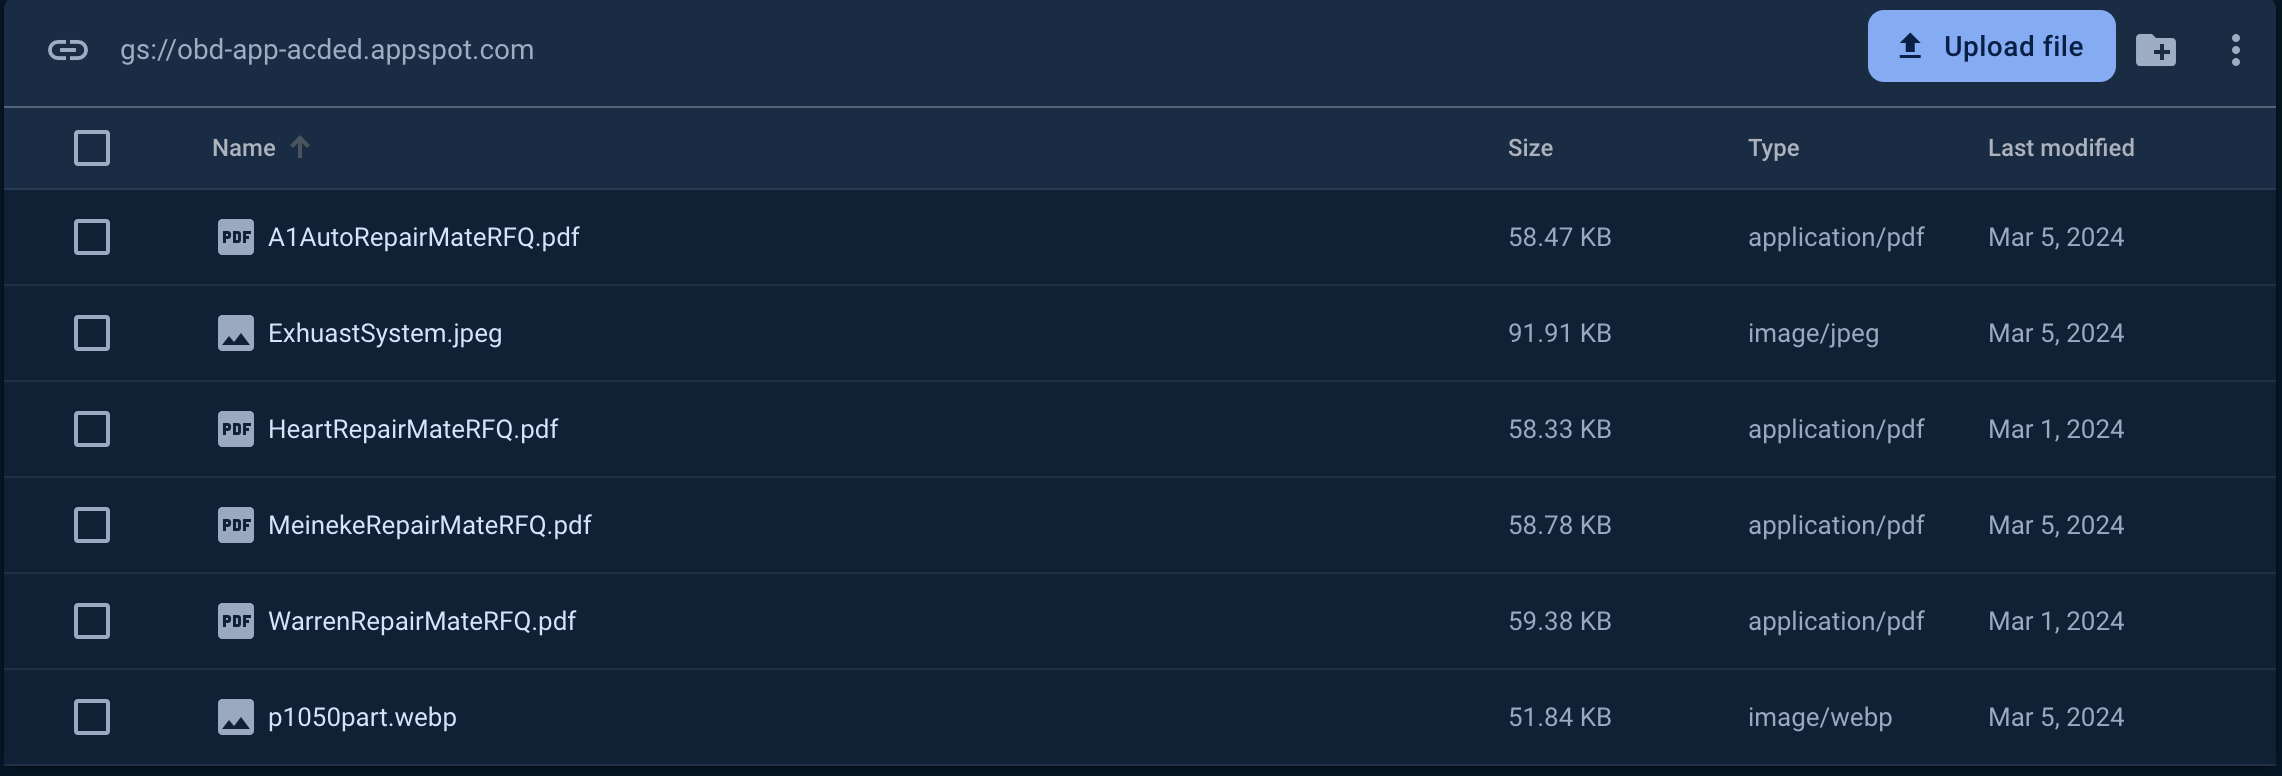 gs://obd-app-acded.appspot.com Upload file
Name Size Type Last modified
PDF A1AutoRepairMateRFQ.pdf 58.47 KB application/pdf Mar 5, 2024
ExhuastSystem.jpeg 91.91 KB image/jpeg Mar 5, 2024
PDF HeartRepairMateRFQ.pdf 58.33 KB application/pdf Mar 1, 2024
PDF MeinekeRepairMateRFQ.pdf 58.78 KB application/pdf Mar 5, 2024
PDF WarrenRepairMateRFQ.pdf 59.38 KB application/pdf Mar 1, 2024
p1050part.webp 51.84 KB image/webp Mar 5, 2024